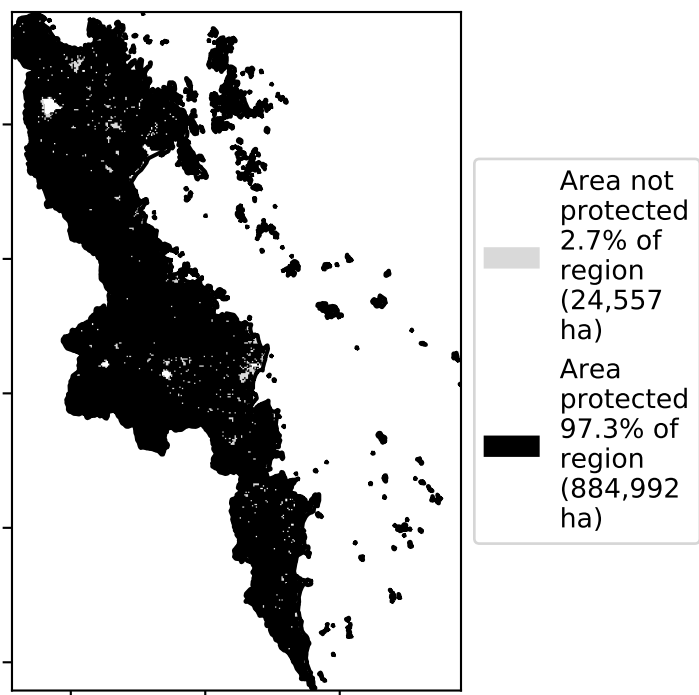 Area not
protected
2.7% of
region
(24,557
ha)
Area
protected
97.3% of
region
(884,992
ha)